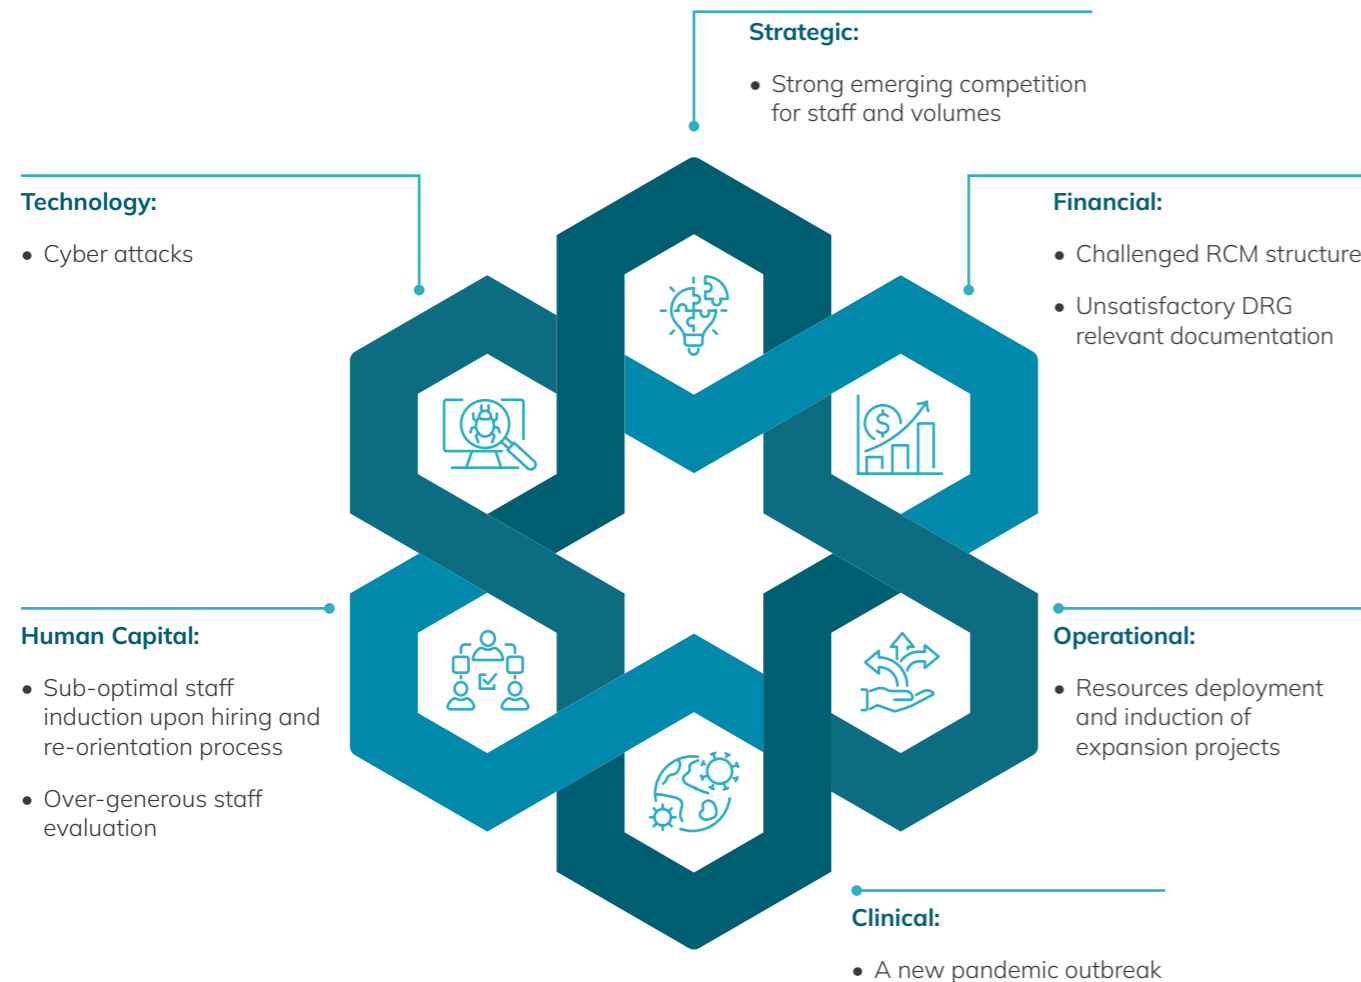 Strategic:
• Strong emerging competition
for staff and volumes
Technology:
• Cyber attacks
Financial:
• Challenged RCM structure
• Unsatisfactory DRG
relevant documentation
Human Capital:
• Sub-optimal staff
induction upon hiring and
re-orientation process
• Over-generous staff
evaluation
Operational:
• Resources deployment
and induction of
expansion projects
Clinical:
• A new pandemic outbreak
$